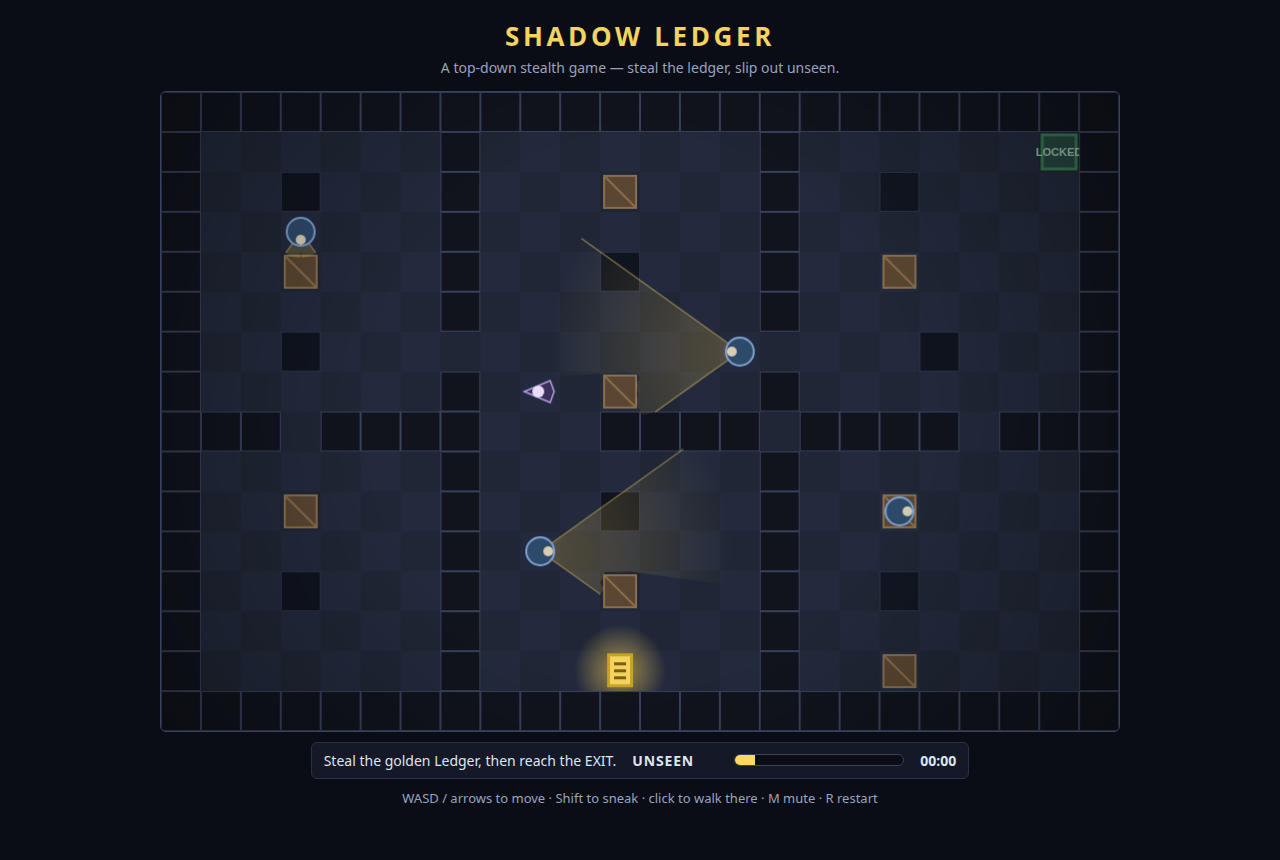 SHADOW LEDGER
A top-down stealth game — steal the ledger, slip out unseen.
LOCKED
Steal the golden Ledger, then reach the EXIT. UNSEEN 00:00
WASD / arrows to move · Shift to sneak · click to walk there · M mute · R restart